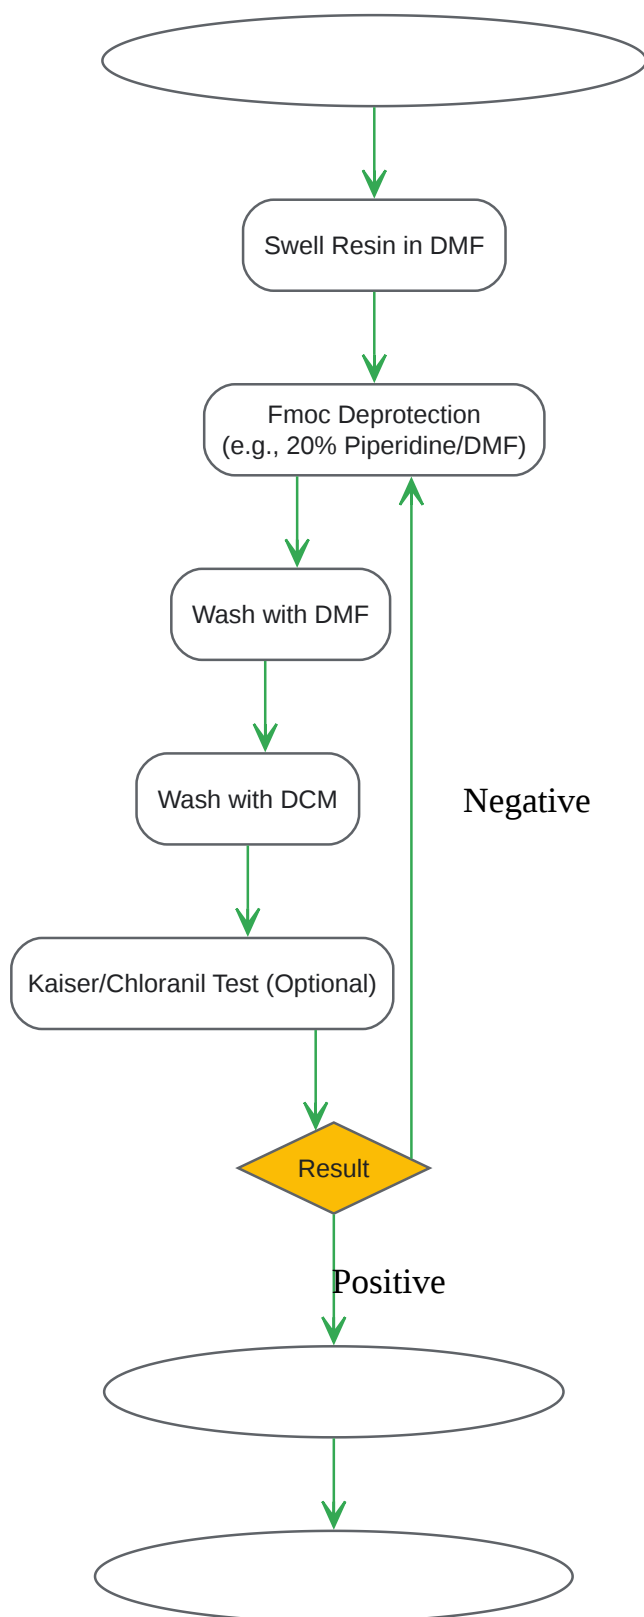 Swell Resin in DMF
Fmoc Deprotection
(e.g., 20% Piperidine/DMF)
Wash with DMF
Wash with DCM
Negative
Kaiser/Chloranil Test (Optional)
Result
Positive